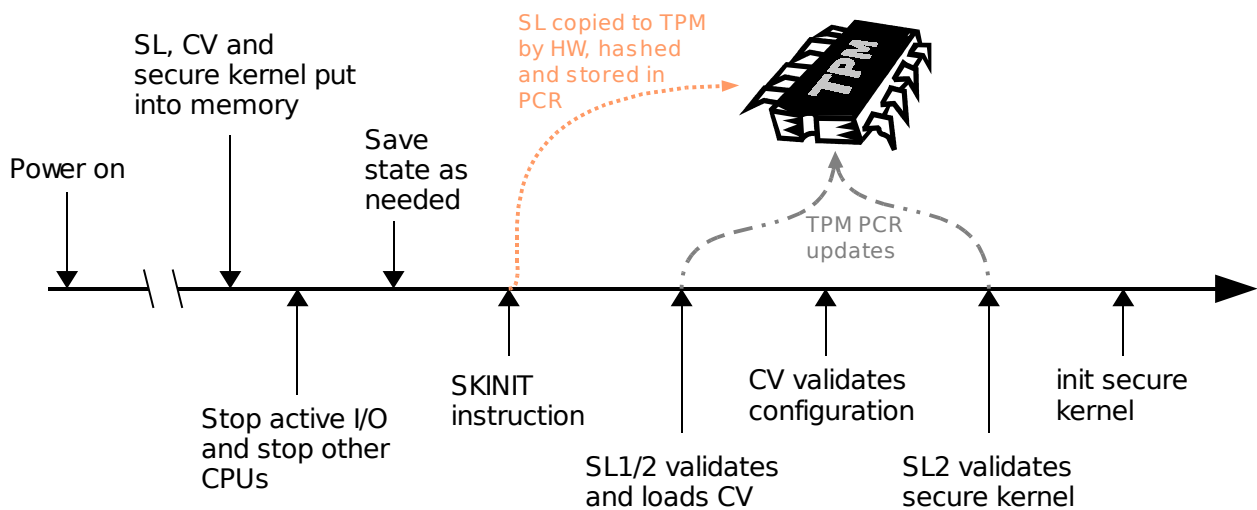 SL, CV and
secure kernel put
into memory
SL copied to TPM
by HW, hashed
and stored in
PCR
TPM
Power on
Save
state as
needed
TPM PCR
updates
Stop active I/O
and stop other
CPUs
SKINIT
instruction
SL1/2 validates
and loads CV
CV validates
configuration
SL2 validates
secure kernel
init secure
kernel